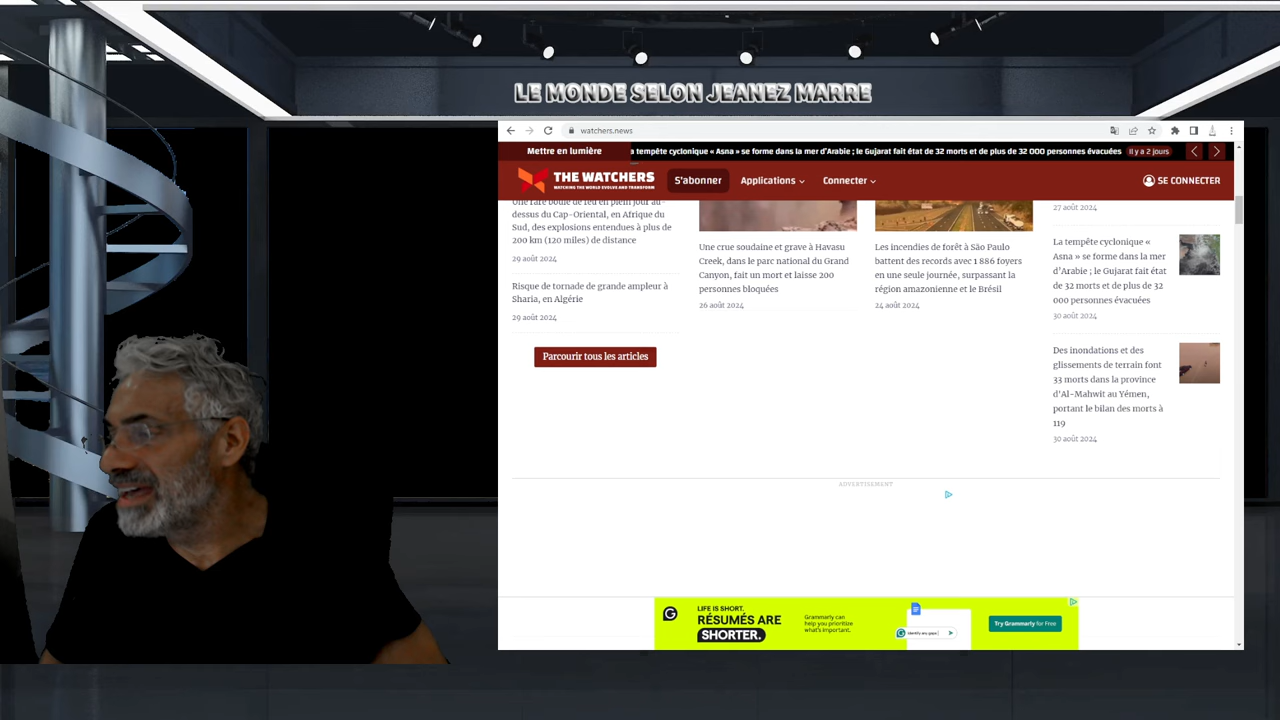 LE MONDE SELON JEANEZ MARRE
watchers.news
Mettre en lumière
a tempête cyclonique « Asna » se forme dans la mer d'Arabie ; le Gujarat fait état de 32 morts et de plus de 32 000 personnes évacuées
Il y a 2 jours
THE WATCHERS
WATCHING THE WORLD EVOLVE AND TRANSFORM
S'abonner
Applications
Connecter
SE CONNECTER
Une rare boule de feu en plein jour au-
dessus du Cap-Oriental, en Afrique du
Sud, des explosions entendues à plus de
200 km (120 miles) de distance
29 août 2024
Risque de tornade de grande ampleur à
Sharia, en Algérie
29 août 2024
Parcourir tous les articles
Une crue soudaine et grave à Havasu
Creek, dans le parc national du Grand
Canyon, fait un mort et laisse 200
personnes bloquées
26 août 2024
Les incendies de forêt à São Paulo
battent des records avec 1 886 foyers
en une seule journée, surpassant la
région amazonienne et le Brésil
24 août 2024
27 août 2024
La tempête cyclonique «
Asna » se forme dans la mer
d'Arabie ; le Gujarat fait état
de 32 morts et de plus de 32
000 personnes évacuées
30 août 2024
Des inondations et des
glissements de terrain font
33 morts dans la province
d'Al-Mahwit au Yémen,
portant le bilan des morts à
119
30 août 2024
ADVERTISEMENT
LIFE IS SHORT.
RÉSUMÉS ARE
SHORTER.
Grammarly can
help you prioritize
what's important.
Identify any gaps
Try Grammarly for Free